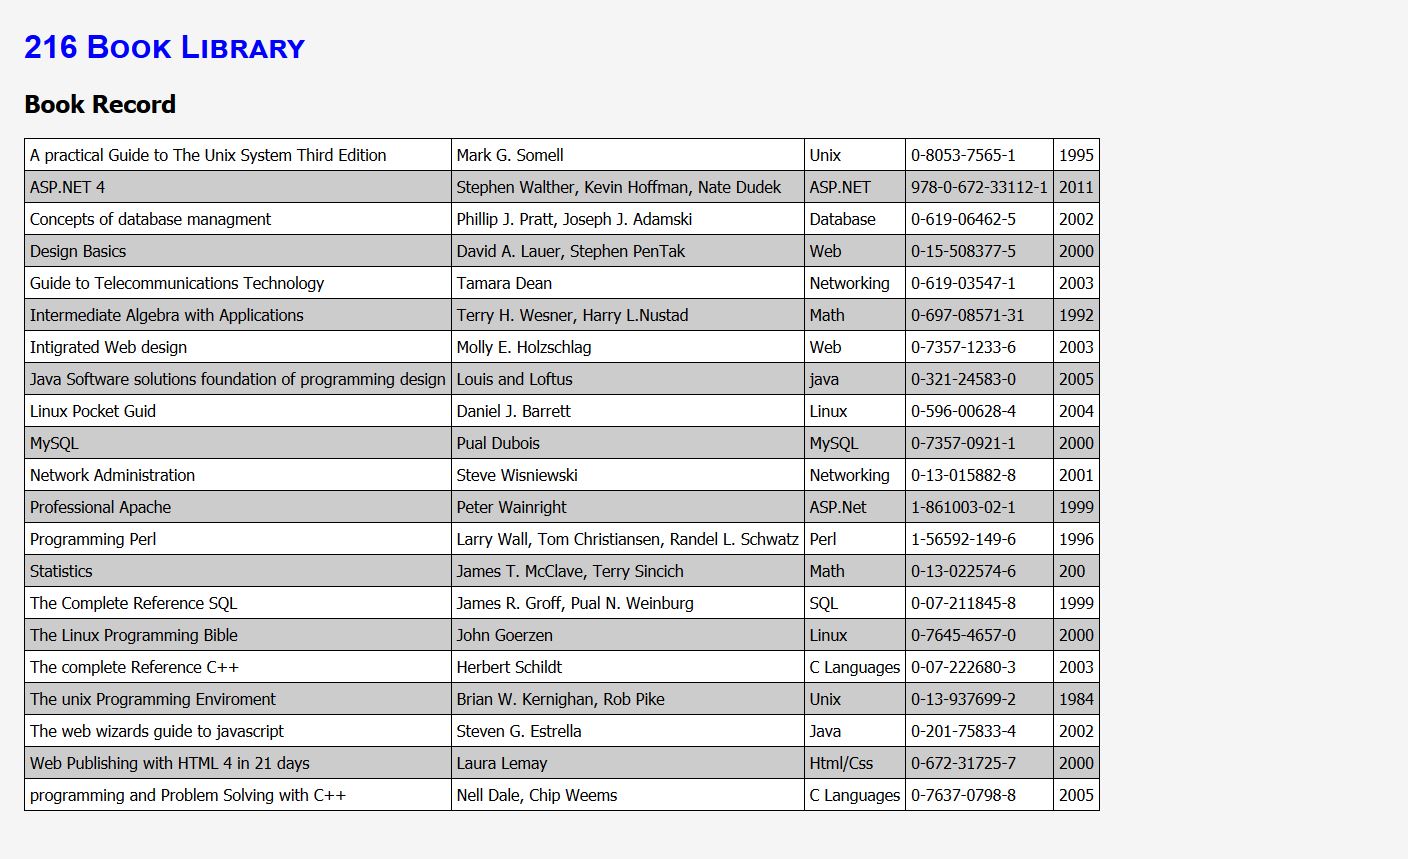 216 Book Library
Book Record
A practical Guide to The Unix System Third Edition Mark G. Somell Unix 0-8053-7565-1 1995
ASP.NET 4 Stephen Walther, Kevin Hoffman, Nate Dudek ASP.NET 978-0-672-33112-1 2011
Concepts of database managment Phillip J. Pratt, Joseph J. Adamski Database 0-619-06462-5 2002
Design Basics David A. Lauer, Stephen PenTak Web 0-15-508377-5 2000
Guide to Telecommunications Technology Tamara Dean Networking 0-619-03547-1 2003
Intermediate Algebra with Applications Terry H. Wesner, Harry L.Nustad Math 0-697-08571-31 1992
Intigrated Web design Molly E. Holzschlag Web 0-7357-1233-6 2003
Java Software solutions foundation of programming design Louis and Loftus java 0-321-24583-0 2005
Linux Pocket Guid Daniel J. Barrett Linux 0-596-00628-4 2004
MySQL Pual Dubois MySQL 0-7357-0921-1 2000
Network Administration Steve Wisniewski Networking 0-13-015882-8 2001
Professional Apache Peter Wainright ASP.Net 1-861003-02-1 1999
Programming Perl Larry Wall, Tom Christiansen, Randel L. Schwatz Perl 1-56592-149-6 1996
Statistics James T. McClave, Terry Sincich Math 0-13-022574-6 200
The Complete Reference SQL James R. Groff, Pual N. Weinburg SQL 0-07-211845-8 1999
The Linux Programming Bible John Goerzen Linux 0-7645-4657-0 2000
The complete Reference C++ Herbert Schildt C Languages 0-07-222680-3 2003
The unix Programming Enviroment Brian W. Kernighan, Rob Pike Unix 0-13-937699-2 1984
The web wizards guide to javascript Steven G. Estrella Java 0-201-75833-4 2002
Web Publishing with HTML 4 in 21 days Laura Lemay Html/Css 0-672-31725-7 2000
programming and Problem Solving with C++ Nell Dale, Chip Weems C Languages 0-7637-0798-8 2005